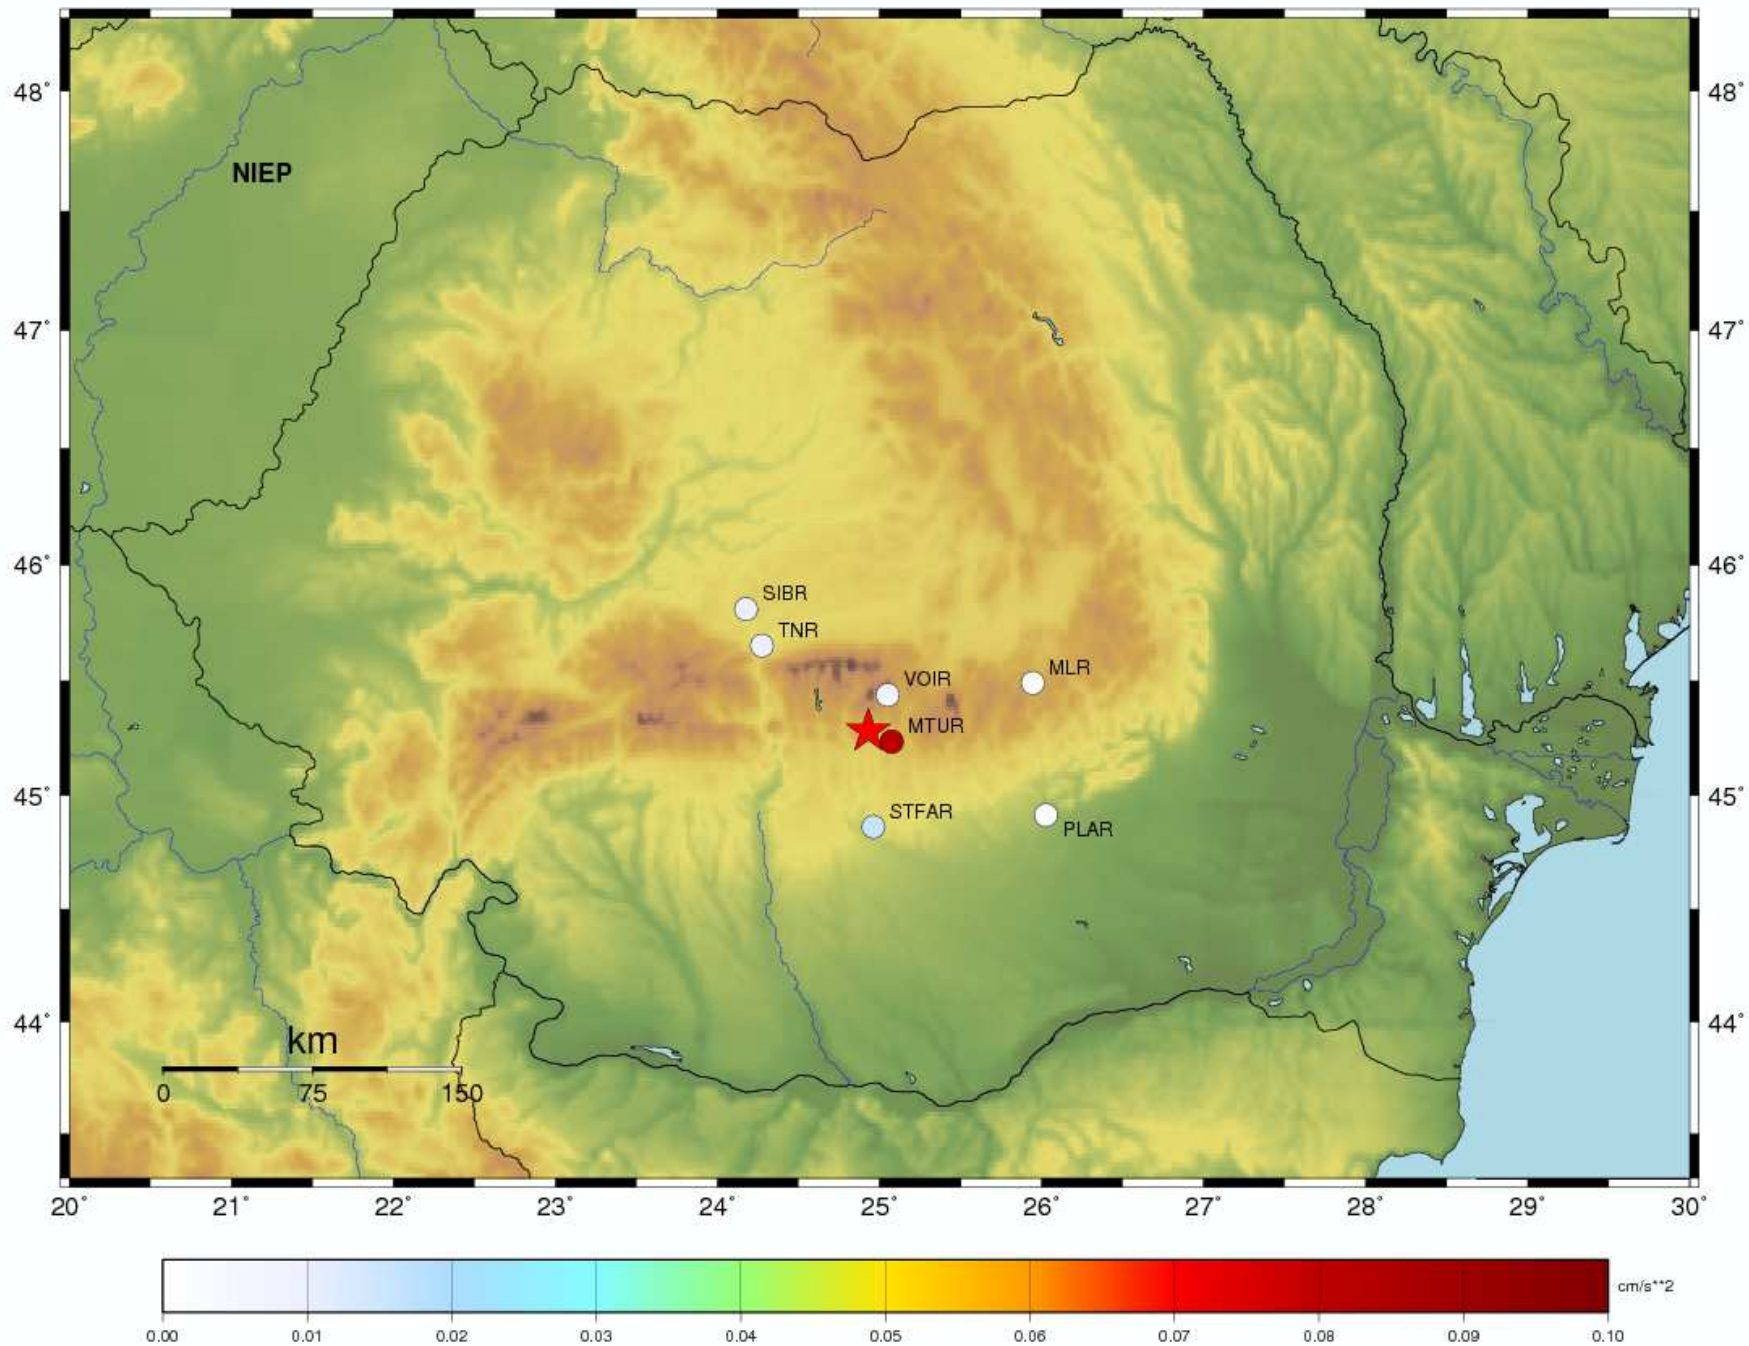 48˚
48˚
NIEP
47˚
47˚
46˚
46˚
SIBR
TNR
VOIR
MLR
MTUR
45˚
45˚
STFAR
PLAR
44˚
44˚
km
0 75 150
20˚ 21˚ 22˚ 23˚ 24˚ 25˚ 26˚ 27˚ 28˚ 29˚ 30˚
cm/s**2
0.00 0.01 0.02 0.03 0.04 0.05 0.06 0.07 0.08 0.09 0.10